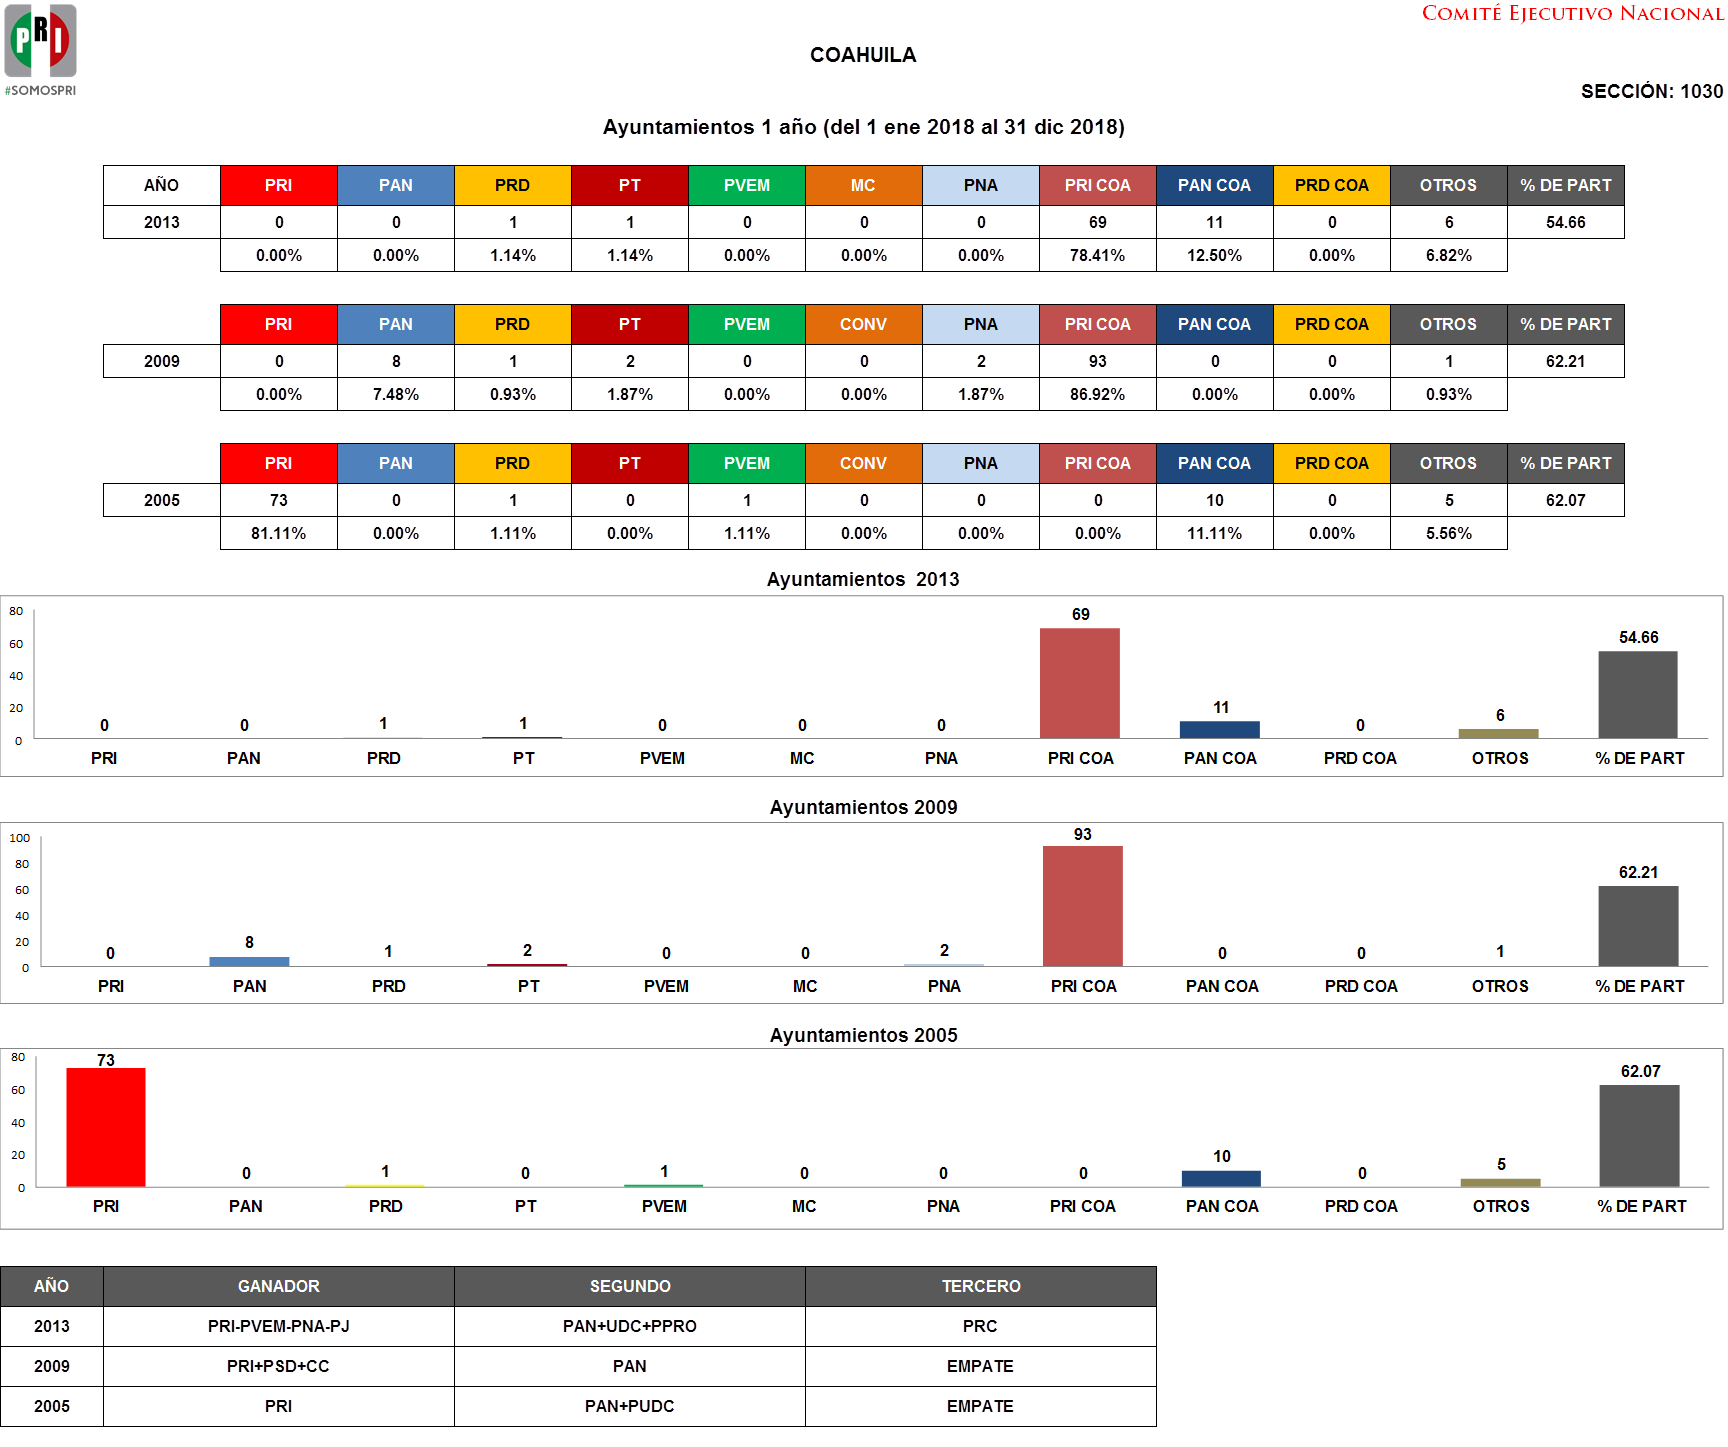 COMITÉ EJECUTIVO NACIONAL
PRI
#SOMOSPRI
COAHUILA
SECCIÓN: 1030
Ayuntamientos 1 año (del 1 ene 2018 al 31 dic 2018)
AÑO PRI PAN PRD PT PVEM MC PNA PRI COA PAN COA PRD COA OTROS % DE PART
2013 0 0 1 1 0 0 0 69 11 0 6 54.66
0.00% 0.00% 1.14% 1.14% 0.00% 0.00% 0.00% 78.41% 12.50% 0.00% 6.82%
PRI PAN PRD PT PVEM CONV PNA PRI COA PAN COA PRD COA OTROS % DE PART
2009 0 8 1 2 0 0 2 93 0 0 1 62.21
0.00% 7.48% 0.93% 1.87% 0.00% 0.00% 1.87% 86.92% 0.00% 0.00% 0.93%
PRI PAN PRD PT PVEM CONV PNA PRI COA PAN COA PRD COA OTROS % DE PART
2005 73 0 1 0 1 0 0 0 10 0 5 62.07
81.11% 0.00% 1.11% 0.00% 1.11% 0.00% 0.00% 0.00% 11.11% 0.00% 5.56%
Ayuntamientos 2013
80
60
40
20
0
0 0 1 1 0 0 0 69 11 0 6 54.66
PRI PAN PRD PT PVEM MC PNA PRI COA PAN COA PRD COA OTROS % DE PART
Ayuntamientos 2009
100
80
60
40
20
0
0 8 1 2 0 0 2 93 0 0 1 62.21
PRI PAN PRD PT PVEM MC PNA PRI COA PAN COA PRD COA OTROS % DE PART
Ayuntamientos 2005
80
60
40
20
0
73 0 1 0 1 0 0 0 10 0 5 62.07
PRI PAN PRD PT PVEM MC PNA PRI COA PAN COA PRD COA OTROS % DE PART
AÑO GANADOR SEGUNDO TERCERO
2013 PRI-PVEM-PNA-PJ PAN+UDC+PPRO PRC
2009 PRI+PSD+CC PAN EMPATE
2005 PRI PAN+PUDC EMPATE